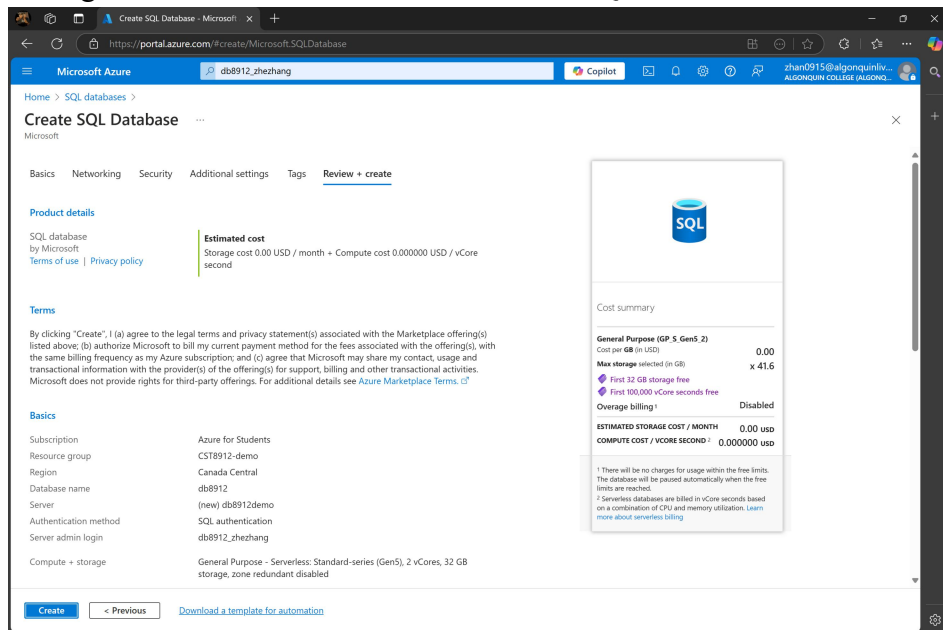 Create SQL Database - Microsoft
https://portal.azure.com/#create/Microsoft.SQLDatabase
Microsoft Azure
db8912_zhezhang
Copilot
zhan0915@algonquinliv...
ALGONQUIN COLLEGE (ALGONQ...
Home > SQL databases >
Create SQL Database ...
Microsoft
Basics Networking Security Additional settings Tags Review + create
Product details
SQL database
by Microsoft
Terms of use | Privacy policy
Estimated cost
Storage cost 0.00 USD / month + Compute cost 0.000000 USD / vCore
second
Terms
By clicking "Create", I (a) agree to the legal terms and privacy statement(s) associated with the Marketplace offering(s)
listed above; (b) authorize Microsoft to bill my current payment method for the fees associated with the offering(s), with
the same billing frequency as my Azure subscription; and (c) agree that Microsoft may share my contact, usage and
transactional information with the provider(s) of the offering(s) for support, billing and other transactional activities.
Microsoft does not provide rights for third-party offerings. For additional details see Azure Marketplace Terms.
Basics
Subscription Azure for Students
Resource group CST8912-demo
Region Canada Central
Database name db8912
Server (new) db8912demo
Authentication method SQL authentication
Server admin login db8912_zhezhang
Compute + storage General Purpose - Serverless: Standard-series (Gen5), 2 vCores, 32 GB
storage, zone redundant disabled
SQL
Cost summary
General Purpose (GP_S_Gen5_2)
Cost per GB (in USD) 0.00
Max storage selected (in GB) x 41.6
First 32 GB storage free
First 100,000 vCore seconds free
Overage billing ¹ Disabled
ESTIMATED STORAGE COST / MONTH 0.00 USD
COMPUTE COST / VCORE SECOND ² 0.000000 USD
¹ There will be no charges for usage within the free limits.
The database will be paused automatically when the free
limits are reached.
² Serverless databases are billed in vCore seconds based
on a combination of CPU and memory utilization. Learn
more about serverless billing
Create < Previous Download a template for automation